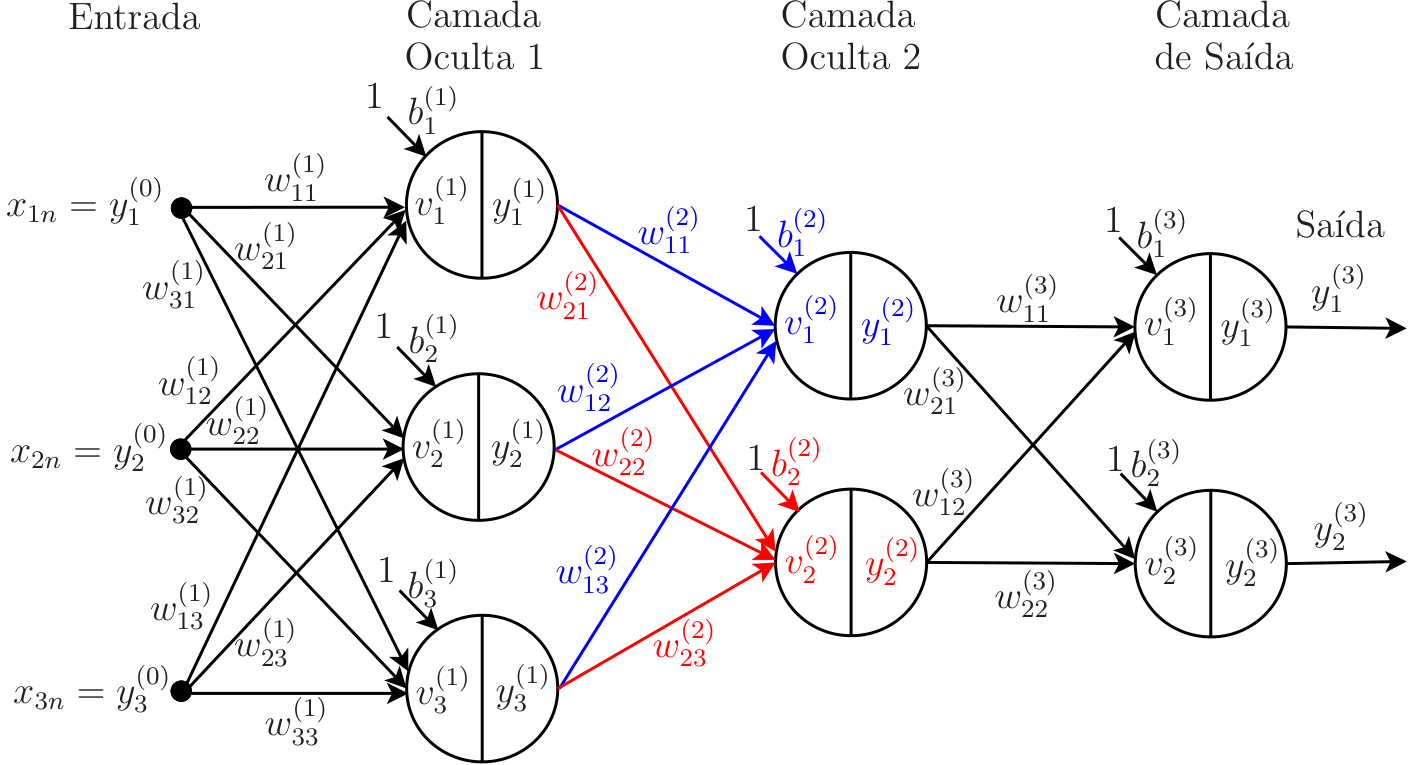 Entrada
Camada
Oculta 1
Camada
Oculta 2
Camada
de Saída
1 b_1^{(1)}
w_{11}^{(1)}
x_{1n} = y_1^{(0)}
v_1^{(1)} y_1^{(1)}
w_{21}^{(1)}
w_{31}^{(1)}
w_{11}^{(2)}
w_{21}^{(2)}
1 b_1^{(2)}
v_1^{(2)} y_1^{(2)}
w_{11}^{(3)}
1 b_1^{(3)}
v_1^{(3)} y_1^{(3)}
Saída
y_1^{(3)}
1 b_2^{(1)}
w_{12}^{(1)}
w_{22}^{(1)}
x_{2n} = y_2^{(0)}
v_2^{(1)} y_2^{(1)}
w_{32}^{(1)}
w_{12}^{(2)}
w_{22}^{(2)}
w_{21}^{(3)}
1 b_2^{(2)}
v_2^{(2)} y_2^{(2)}
w_{12}^{(3)}
w_{22}^{(3)}
1 b_2^{(3)}
v_2^{(3)} y_2^{(3)}
y_2^{(3)}
1 b_3^{(1)}
w_{13}^{(1)}
w_{23}^{(1)}
x_{3n} = y_3^{(0)}
v_3^{(1)} y_3^{(1)}
w_{33}^{(1)}
w_{13}^{(2)}
w_{23}^{(2)}